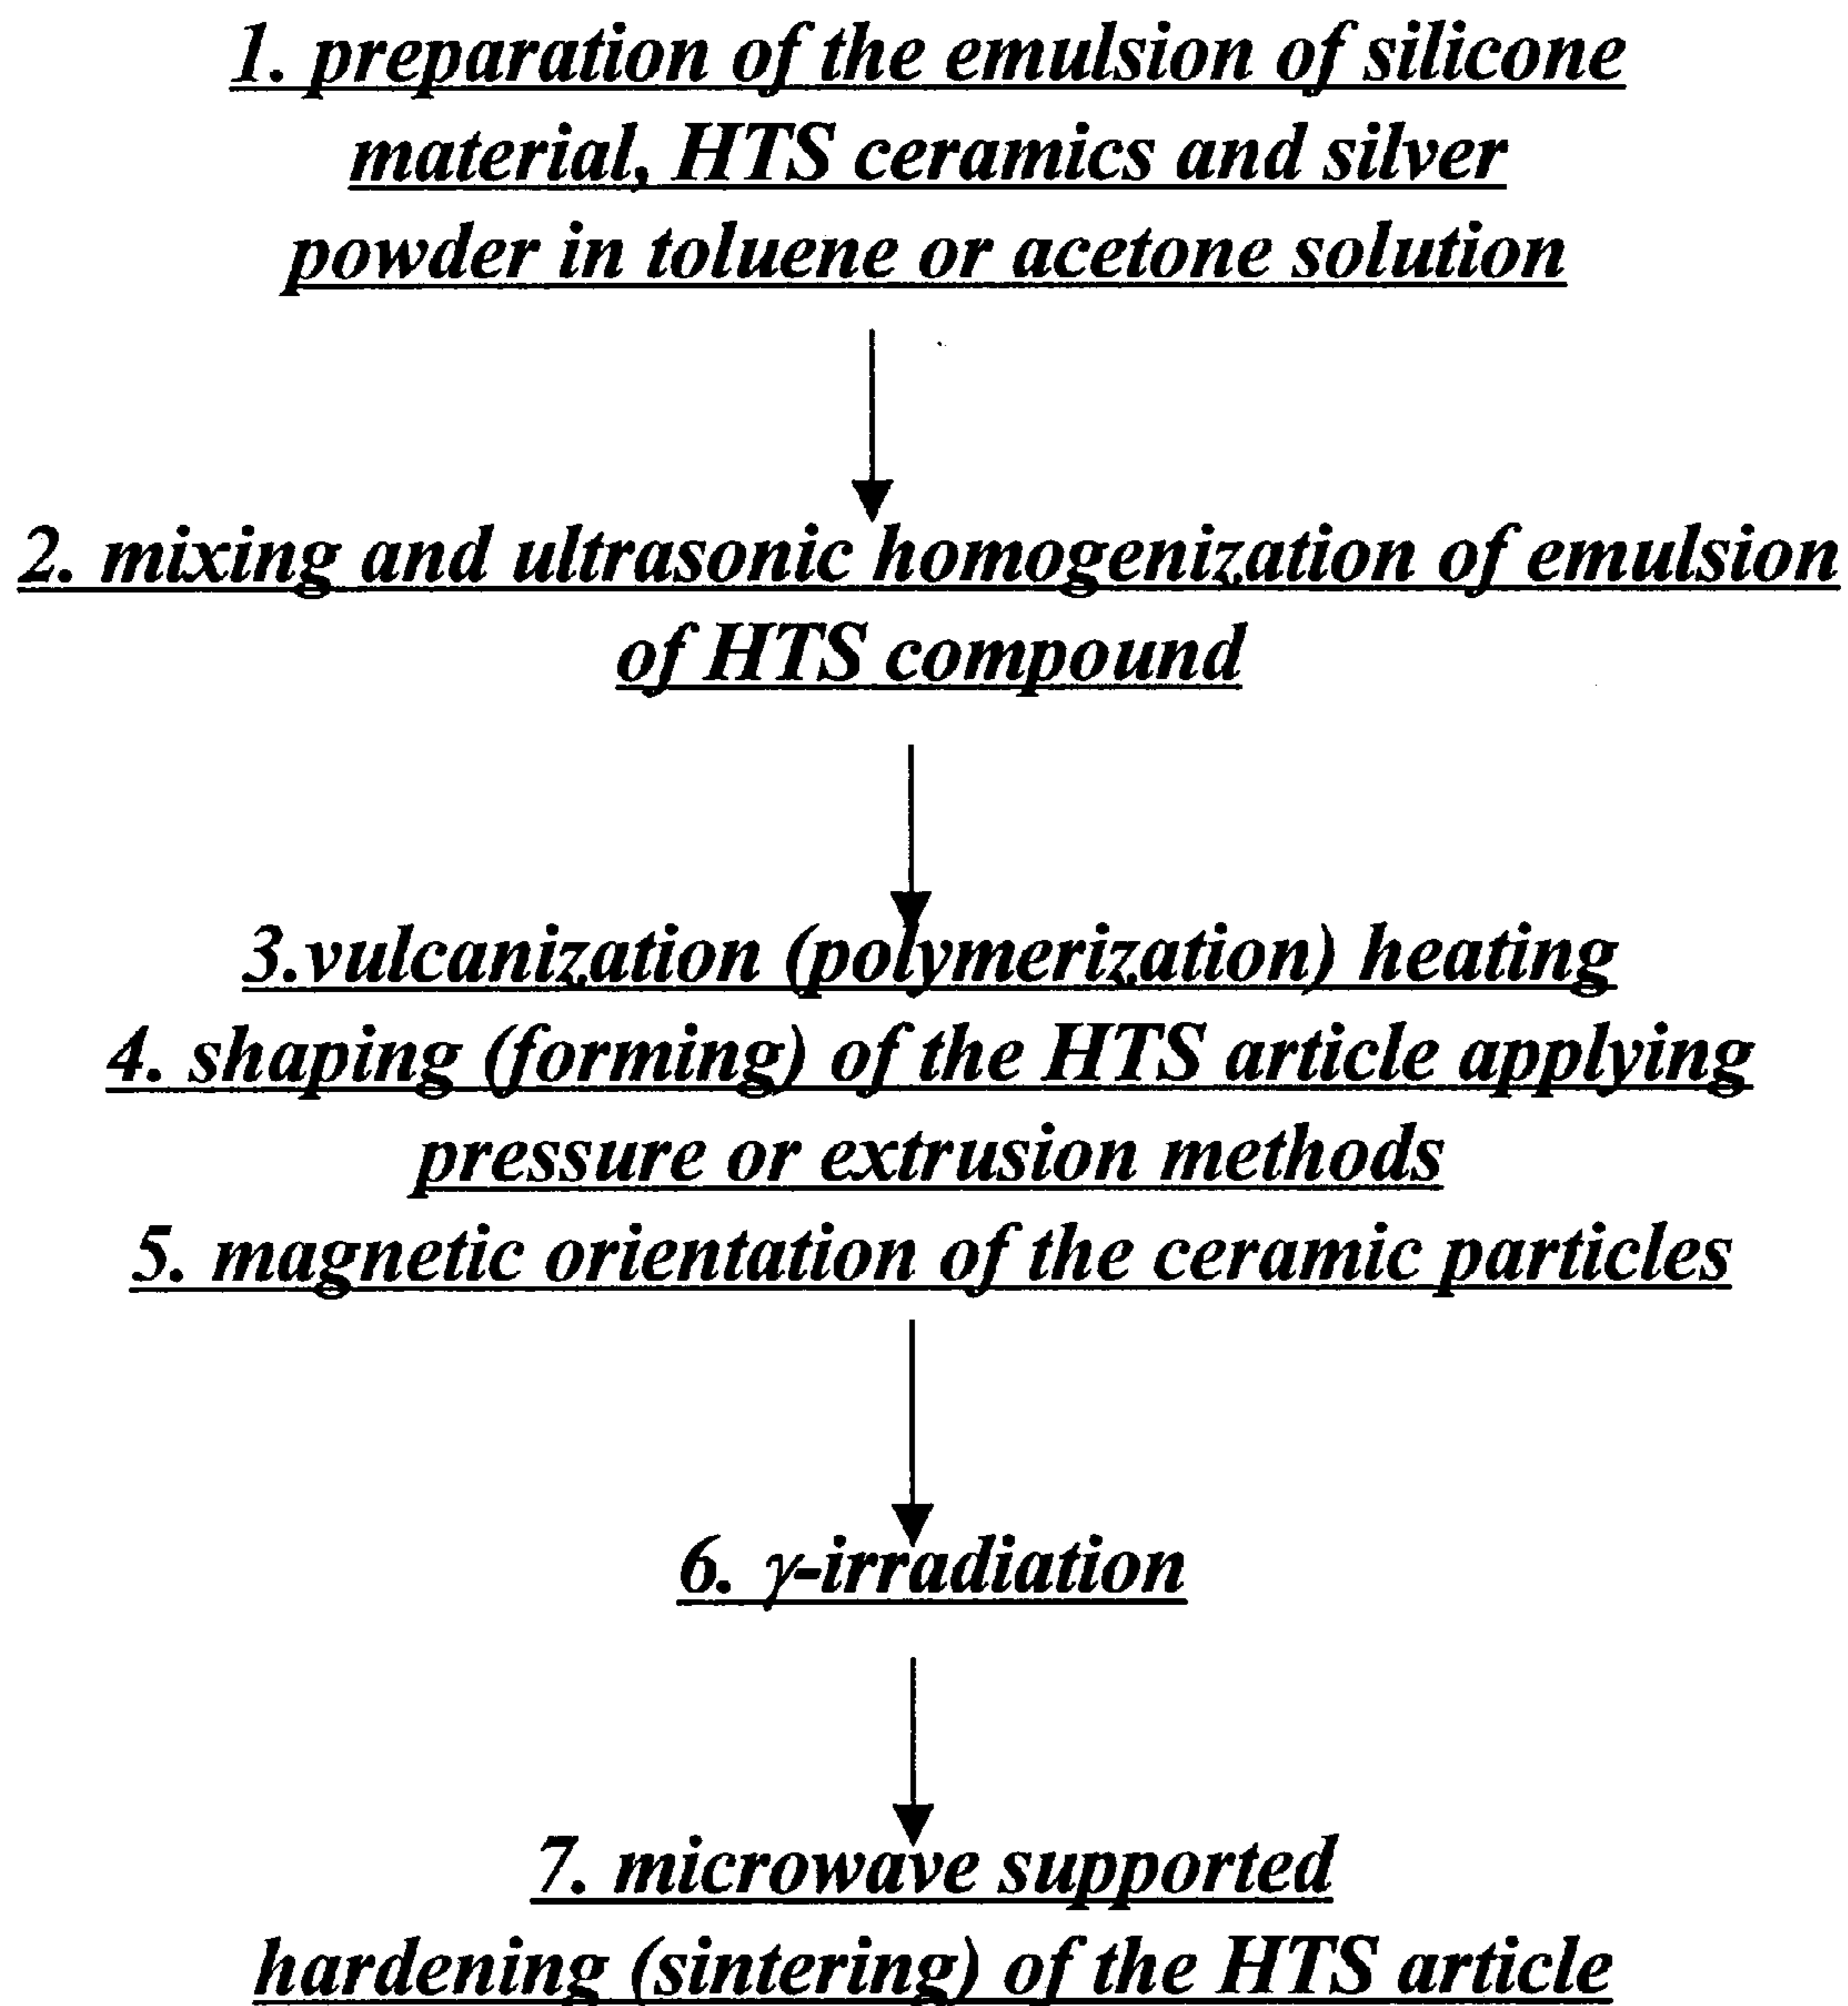 1. preparation of the emulsion of silicone
material, HTS ceramics and silver
powder in toluene or acetone solution
2. mixing and ultrasonic homogenization of emulsion
of HTS compound
3.vulcanization (polymerization) heating
4. shaping (forming) of the HTS article applying
pressure or extrusion methods
5. magnetic orientation of the ceramic particles
6. γ-irradiation
7. microwave supported
hardening (sintering) of the HTS article